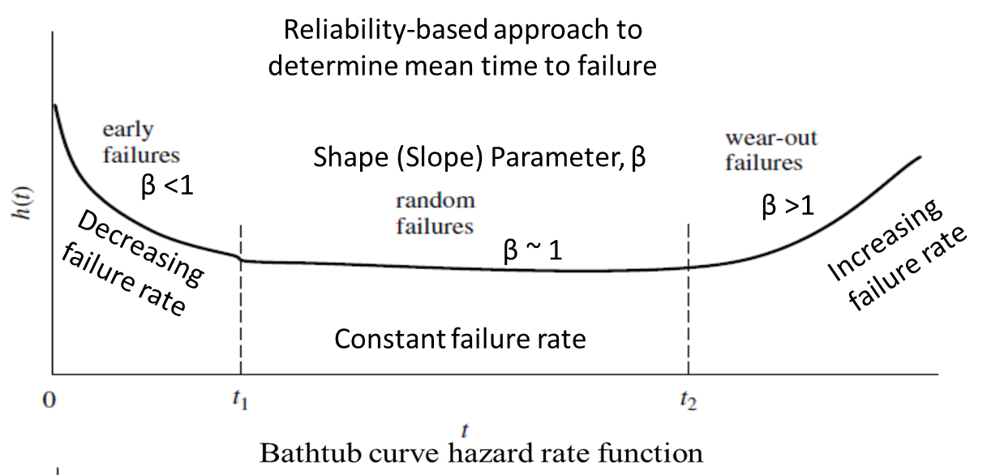 Reliability-based approach to
determine mean time to failure
early
failures
β <1
Shape (Slope) Parameter, β
wear-out
failures
β >1
random
failures
β ~ 1
h(t)
Decreasing
failure rate
Increasing
failure rate
Constant failure rate
0
t₁
t₂
t
Bathtub curve hazard rate function